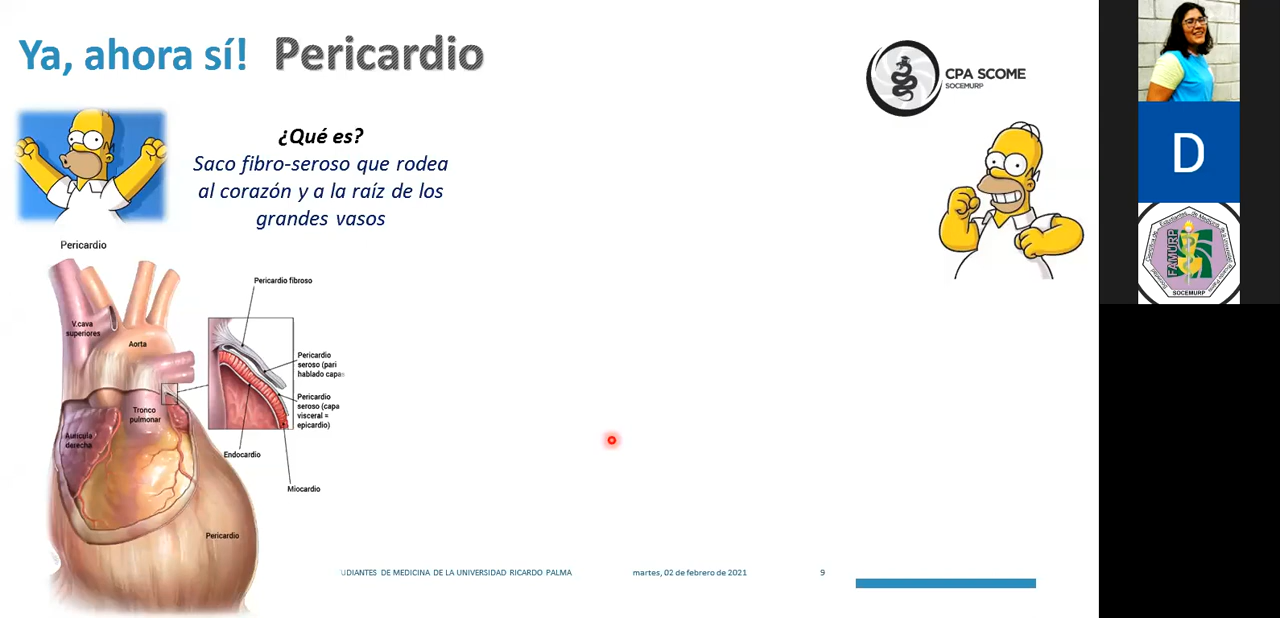 Ya, ahora sí! Pericardio
CPA SCOME
SOCEMURP
¿Qué es?
Saco fibro-seroso que rodea
al corazón y a la raíz de los
grandes vasos
Pericardio
Pericardio fibroso
V.cava
superiores
Aorta
Pericardio
seroso (pari
hablado capas
Pericardio
seroso (capa
visceral =
epicardio)
Tronco
pulmonar
Aurícula
derecha
Endocardio
Miocardio
Pericardio
UDIANTES DE MEDICINA DE LA UNIVERSIDAD RICARDO PALMA
martes, 02 de febrero de 2021
9
D
FAMURP
SOCEMURP